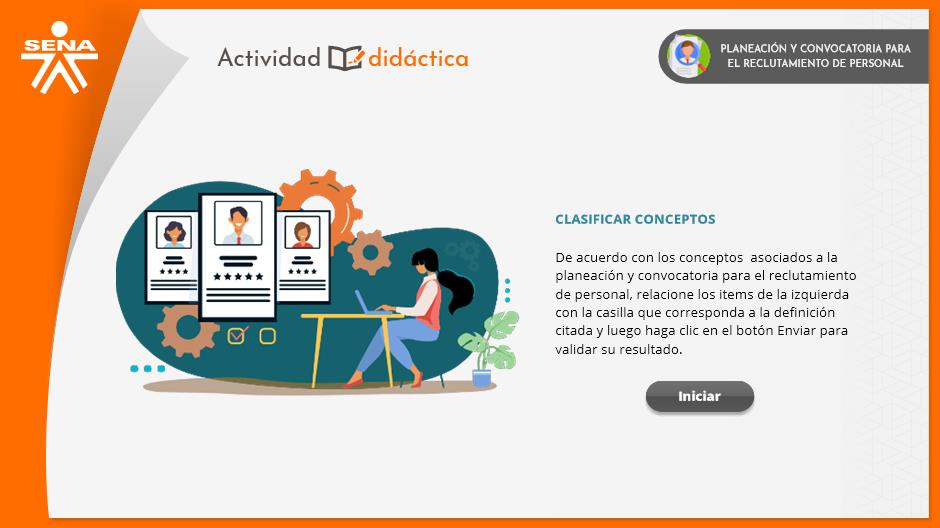 SENA
Actividad didáctica
PLANEACIÓN Y CONVOCATORIA PARA
EL RECLUTAMIENTO DE PERSONAL
CLASIFICAR CONCEPTOS
De acuerdo con los conceptos asociados a la
planeación y convocatoria para el reclutamiento
de personal, relacione los items de la izquierda
con la casilla que corresponda a la definición
citada y luego haga clic en el botón Enviar para
validar su resultado.
Iniciar